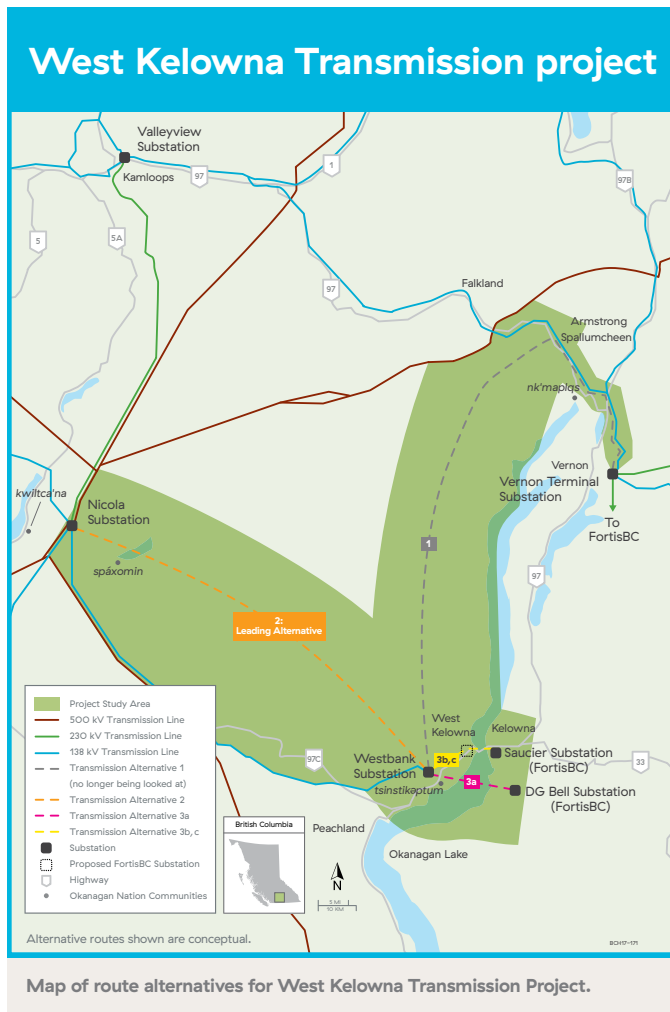 West Kelowna Transmission project
Valleyview
Substation
Kamloops
97
1
97B
5
5A
97
Falkland
Armstrong
Spallumcheen
nk'maplqs
kwiltca'na
Nicola
Substation
spáxomin
Vernon
Vernon Terminal
Substation
To
FortisBC
1
97
2:
Leading Alternative
Project Study Area
500 kV Transmission Line
230 kV Transmission Line
138 kV Transmission Line
Transmission Alternative 1
(no longer being looked at)
Transmission Alternative 2
Transmission Alternative 3a
Transmission Alternative 3b,c
Substation
Proposed FortisBC Substation
Highway
Okanagan Nation Communities
97C
West
Kelowna
Kelowna
Westbank
Substation
3b,c
Saucier Substation
(FortisBC)
33
3a
tsinstikəptum
DG Bell Substation
(FortisBC)
British Columbia
Peachland
Okanagan Lake
N
5 MI
10 KM
Alternative routes shown are conceptual.
BCH17-171
Map of route alternatives for West Kelowna Transmission Project.